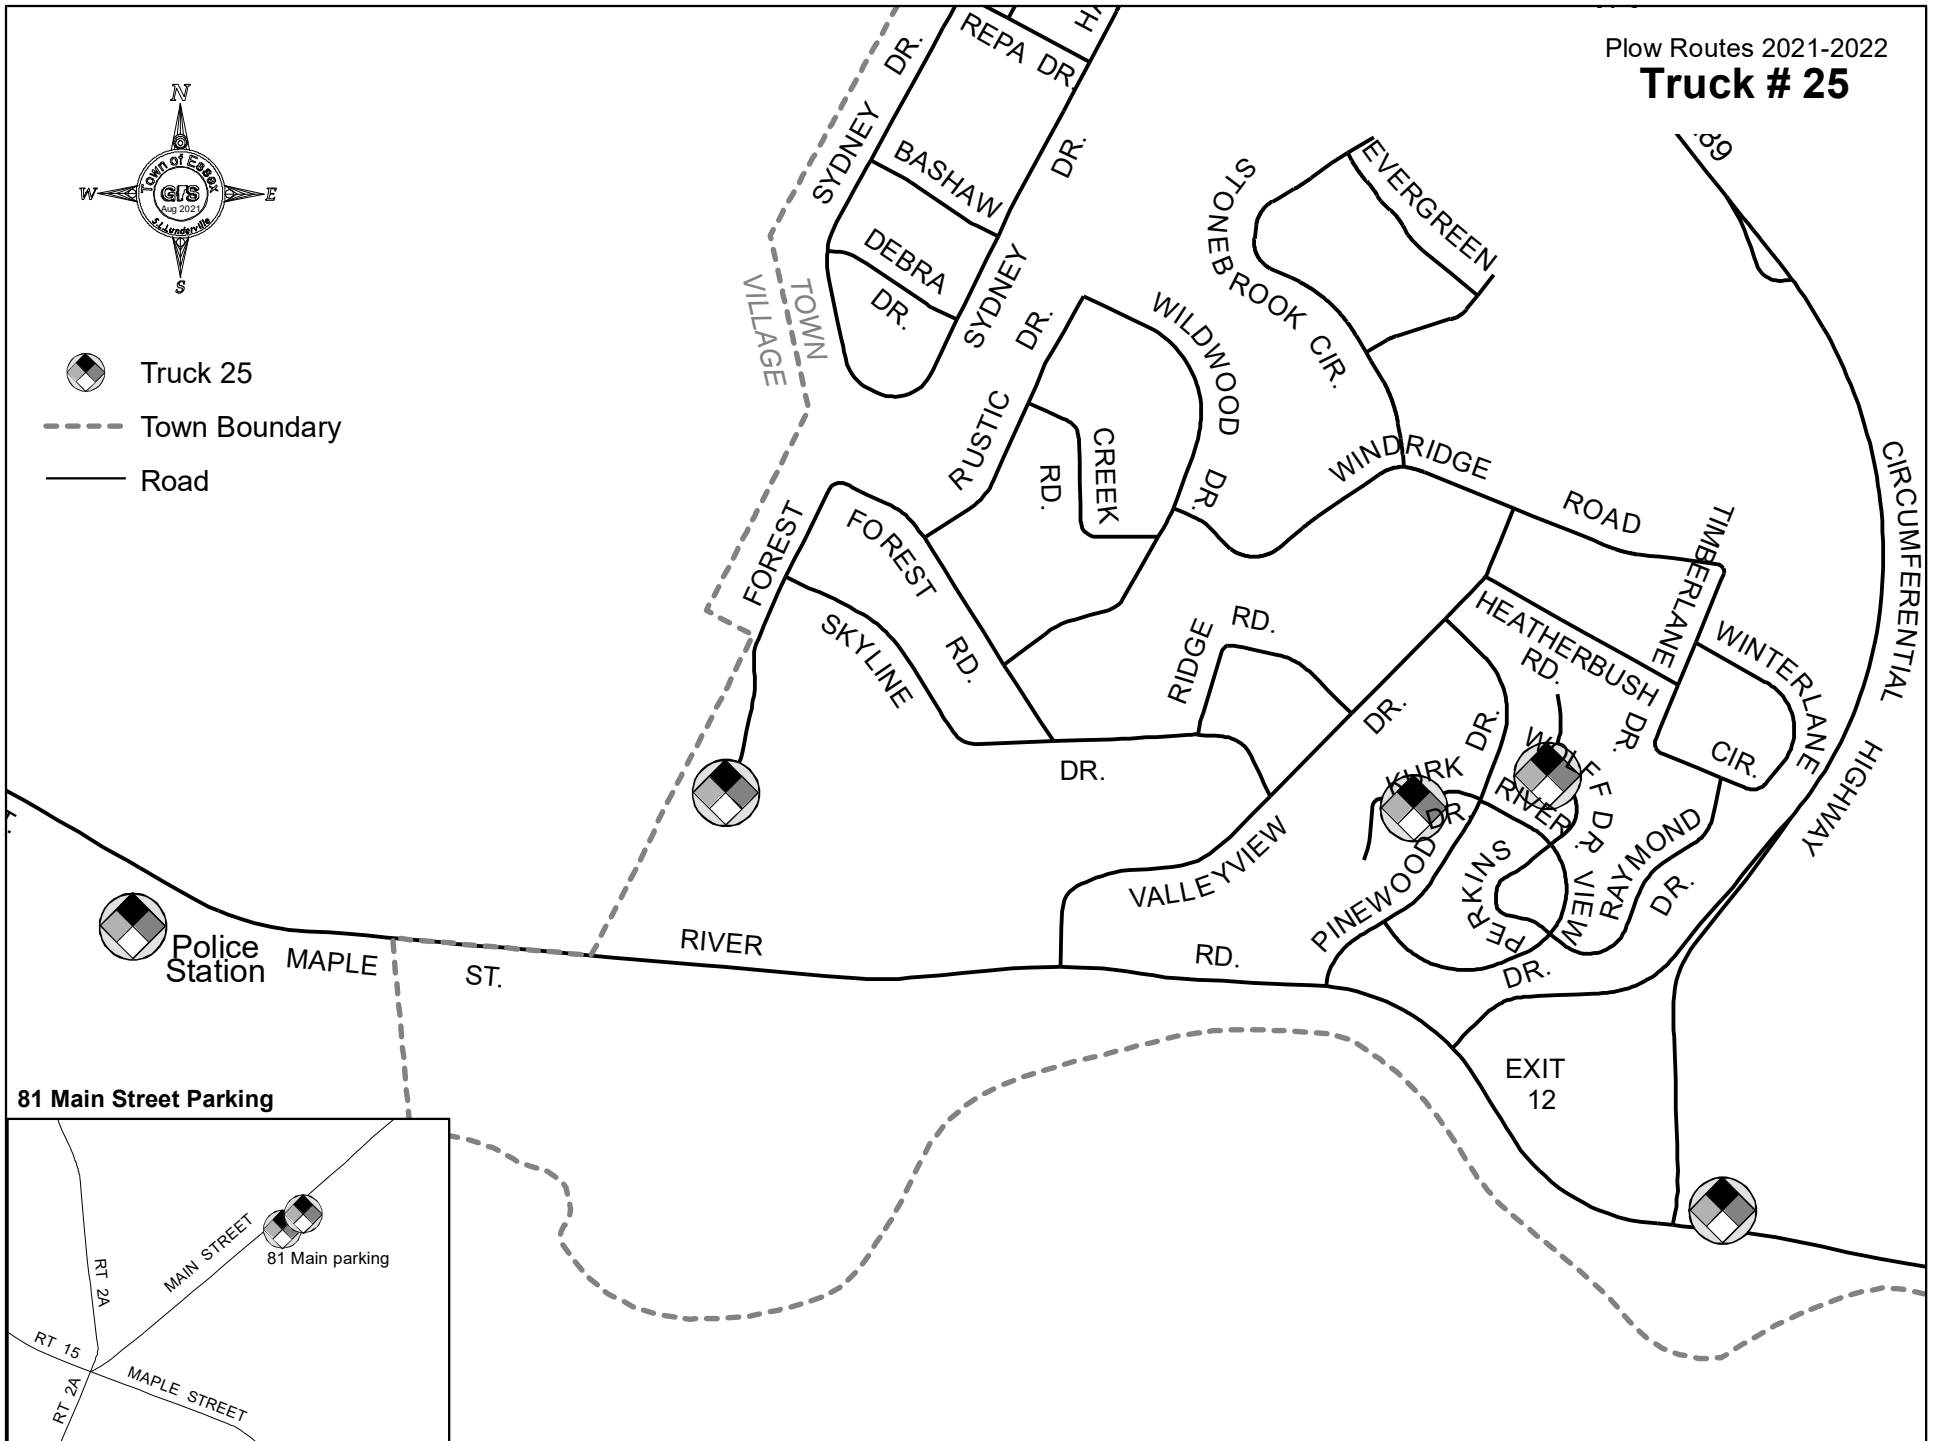 Plow Routes 2021-2022
Truck # 25
N
W
E
S
Town of Essex
GIS
Aug 2021
S.L.Lunderville
Truck 25
Town Boundary
Road
TOWN
VILLAGE
REPA DR.
SYDNEY DR.
BASHAW
DEBRA
DR.
SYDNEY
DR.
RUSTIC
DR.
WILDWOOD
DR.
CREEK
RD.
STONEBROOK CIR.
EVERGREEN
89
WINDRIDGE
ROAD
TIMBERLANE
DR.
HEATHERBUSH
RD.
WINTERLANE
CIR.
CIRCUMFERENTIAL
HIGHWAY
FOREST
FOREST
RD.
SKYLINE
DR.
RIDGE
RD.
VALLEYVIEW
DR.
KURK
DR.
PINEWOOD
DR.
WOLFF DR.
RIVER
VIEW
DR.
PERKINS
RAYMOND
DR.
RIVER
RD.
MAPLE
ST.
Police
Station
EXIT
12
81 Main Street Parking
MAIN STREET
81 Main parking
RT 2A
RT 15
RT 2A
MAPLE STREET